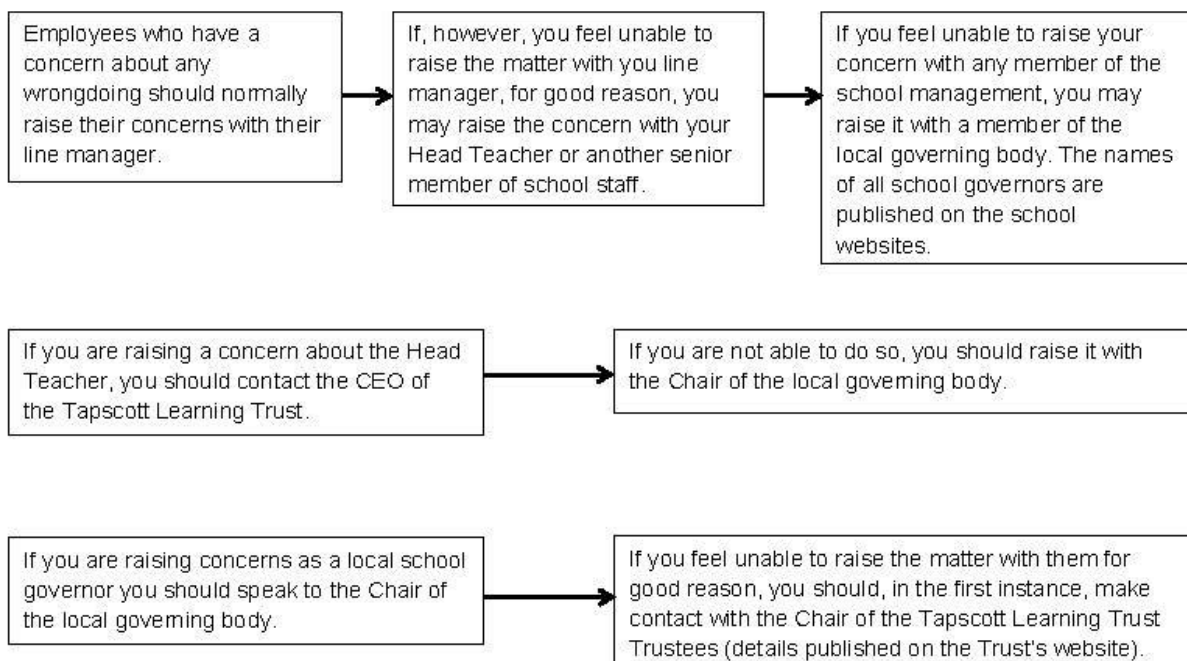 Employees who have a
concern about any
wrongdoing should normally
raise their concerns with their
line manager.
If, however, you feel unable to
raise the matter with you line
manager, for good reason, you
may raise the concern with your
Head Teacher or another senior
member of school staff.
If you feel unable to raise your
concern with any member of the
school management, you may
raise it with a member of the
local governing body. The names
of all school governors are
published on the school
websites.
If you are raising a concern about the Head
Teacher, you should contact the CEO of
the Tapscott Learning Trust.
If you are not able to do so, you should raise it with
the Chair of the local governing body.
If you are raising concerns as a local school
governor you should speak to the Chair of
the local governing body.
If you feel unable to raise the matter with them for
good reason, you should, in the first instance, make
contact with the Chair of the Tapscott Learning Trust
Trustees (details published on the Trust's website).